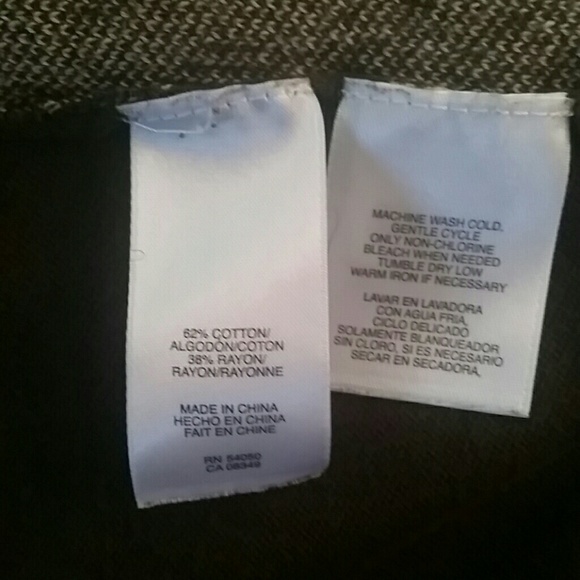 62% COTTON/
ALGODÓN/COTON
38% RAYON/
RAYON/RAYONNE
MADE IN CHINA
HECHO EN CHINA
FAIT EN CHINE
RN 54050
CA 08349
MACHINE WASH COLD,
GENTLE CYCLE
ONLY NON-CHLORINE
BLEACH WHEN NEEDED
TUMBLE DRY LOW
WARM IRON IF NECESSARY
LAVAR EN LAVADORA
CON AGUA FRIA,
CICLO DELICADO
SOLAMENTE BLANQUEADOR
SIN CLORO, SI ES NECESARIO
SECAR EN SECADORA,